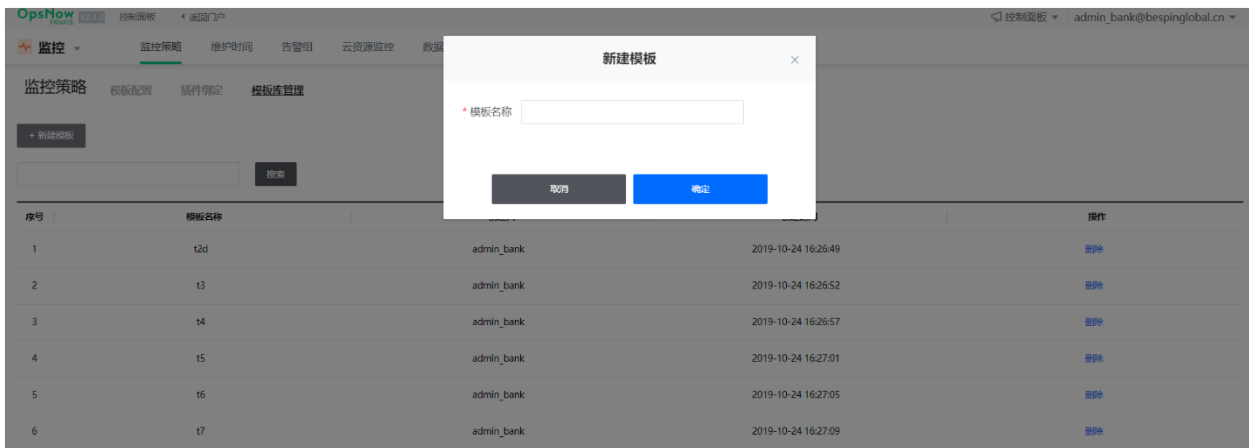 OpsNow 控制面板 返回门户 控制面板 admin_bank@bespinglobal.cn
PRIVATE
监控 监控策略 维护时间 告警组 云资源监控 数据
新建模板
监控策略 模板配置 插件绑定 模板库管理
* 模板名称
+ 新建模板
搜索
取消 确定
序号 模板名称 操作
1 t2d admin_bank 2019-10-24 16:26:49 删除
2 t3 admin_bank 2019-10-24 16:26:52 删除
3 t4 admin_bank 2019-10-24 16:26:57 删除
4 t5 admin_bank 2019-10-24 16:27:01 删除
5 t6 admin_bank 2019-10-24 16:27:05 删除
6 t7 admin_bank 2019-10-24 16:27:09 删除